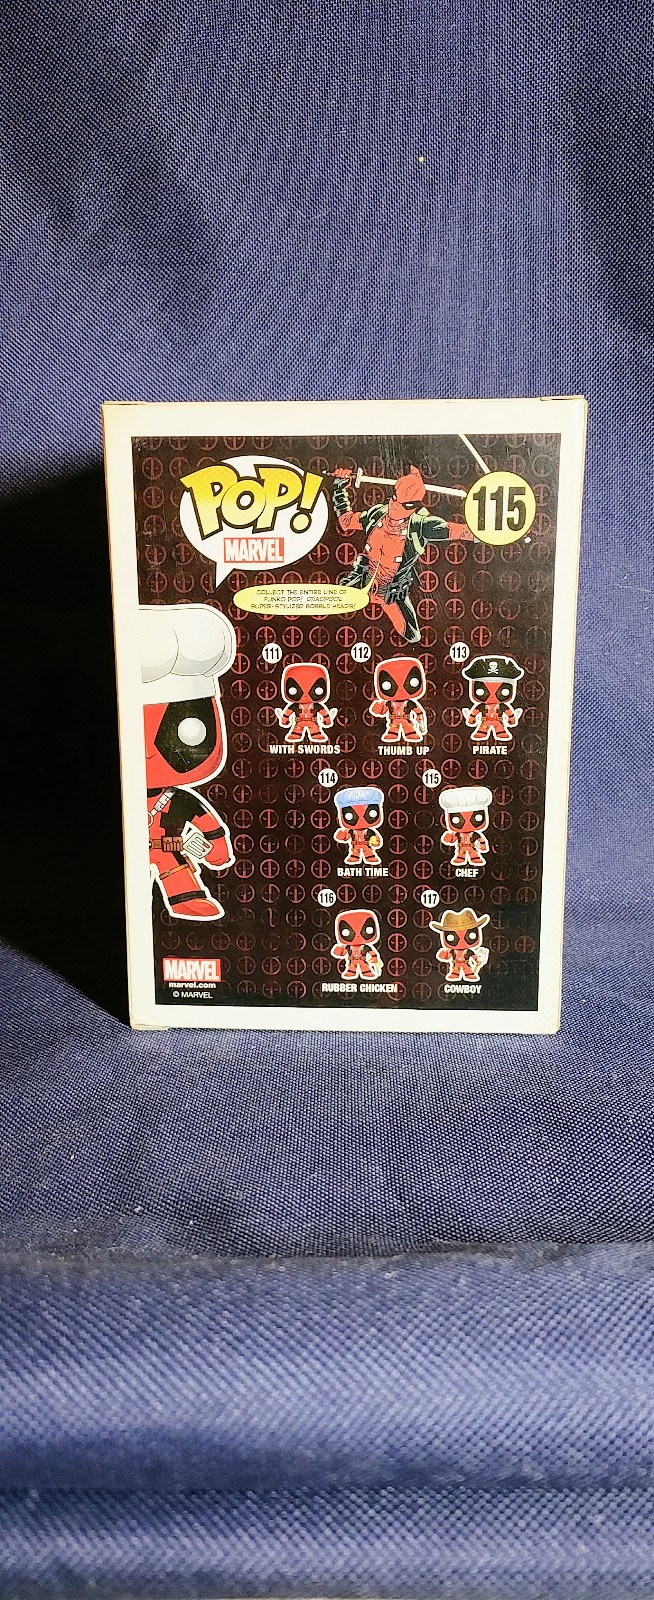 POP!
MARVEL
115
COLLECT THE ENTIRE LINE OF
FUNKO POP! DEADPOOL
SUPER-STYLIZED BOBBLE HEADS!
111
WITH SWORDS
112
THUMB UP
113
PIRATE
114
BATH TIME
115
CHEF
116
RUBBER CHICKEN
117
COWBOY
MARVEL
marvel.com
© MARVEL